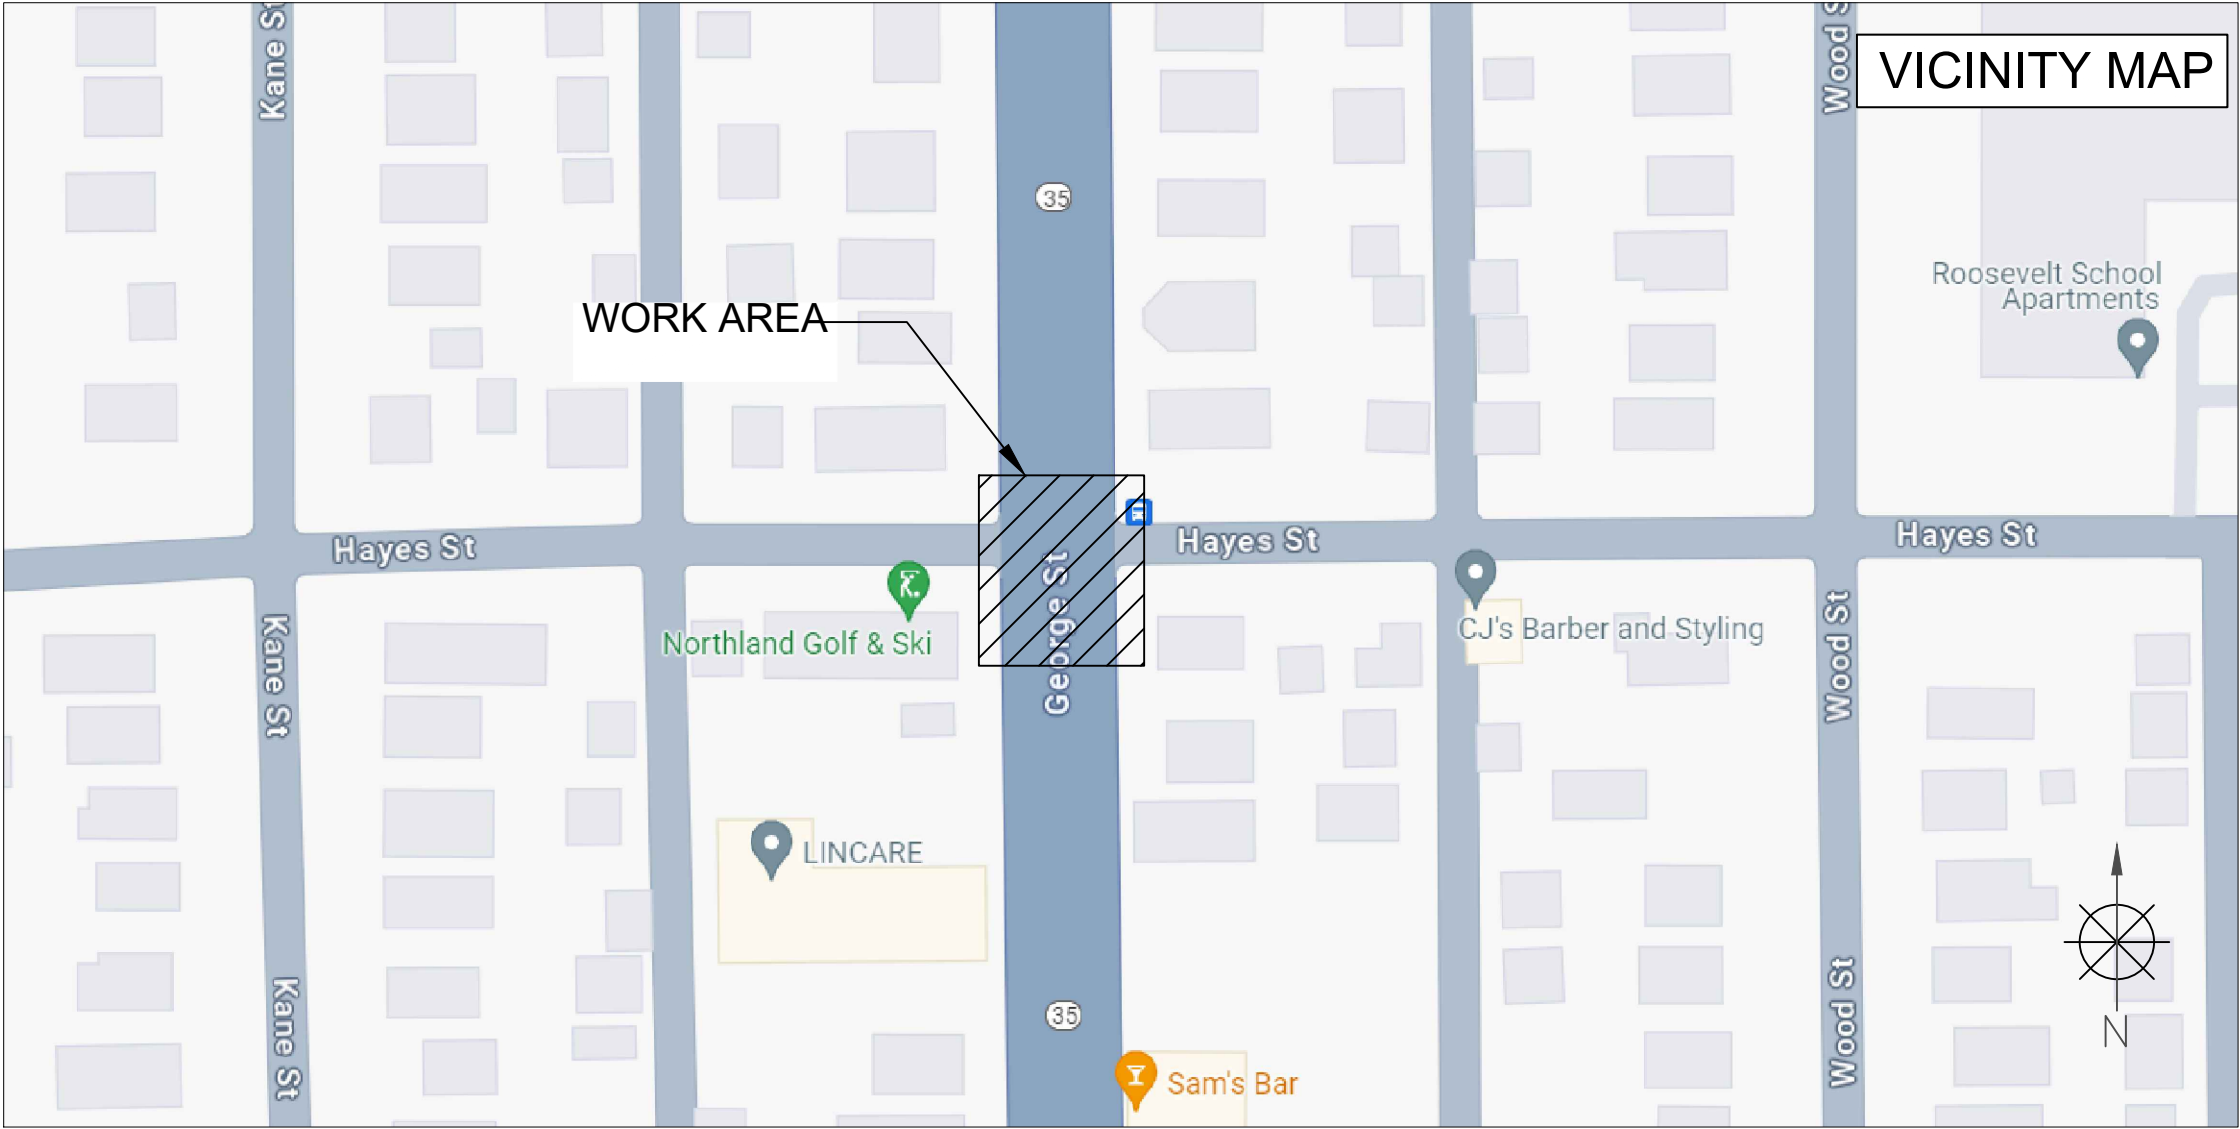 Kane St
Wood S
VICINITY MAP
35
Roosevelt School
Apartments
WORK AREA
Hayes St
Hayes St
Hayes St
George St
Northland Golf & Ski
CJ's Barber and Styling
Kane St
Wood St
LINCARE
35
Kane St
Wood St
N
Sam's Bar